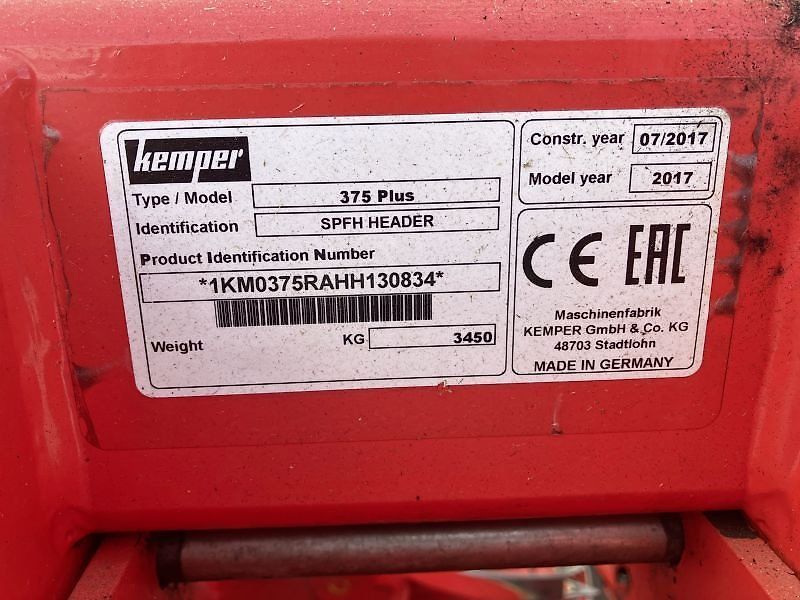 kemper
Type / Model 375 Plus
Identification SPFH HEADER
Product Identification Number
*1KM0375RAHH130834*
Weight KG 3450
Constr. year 07/2017
Model year 2017
CE EAC
Maschinenfabrik
KEMPER GmbH & Co. KG
48703 Stadtlohn
MADE IN GERMANY